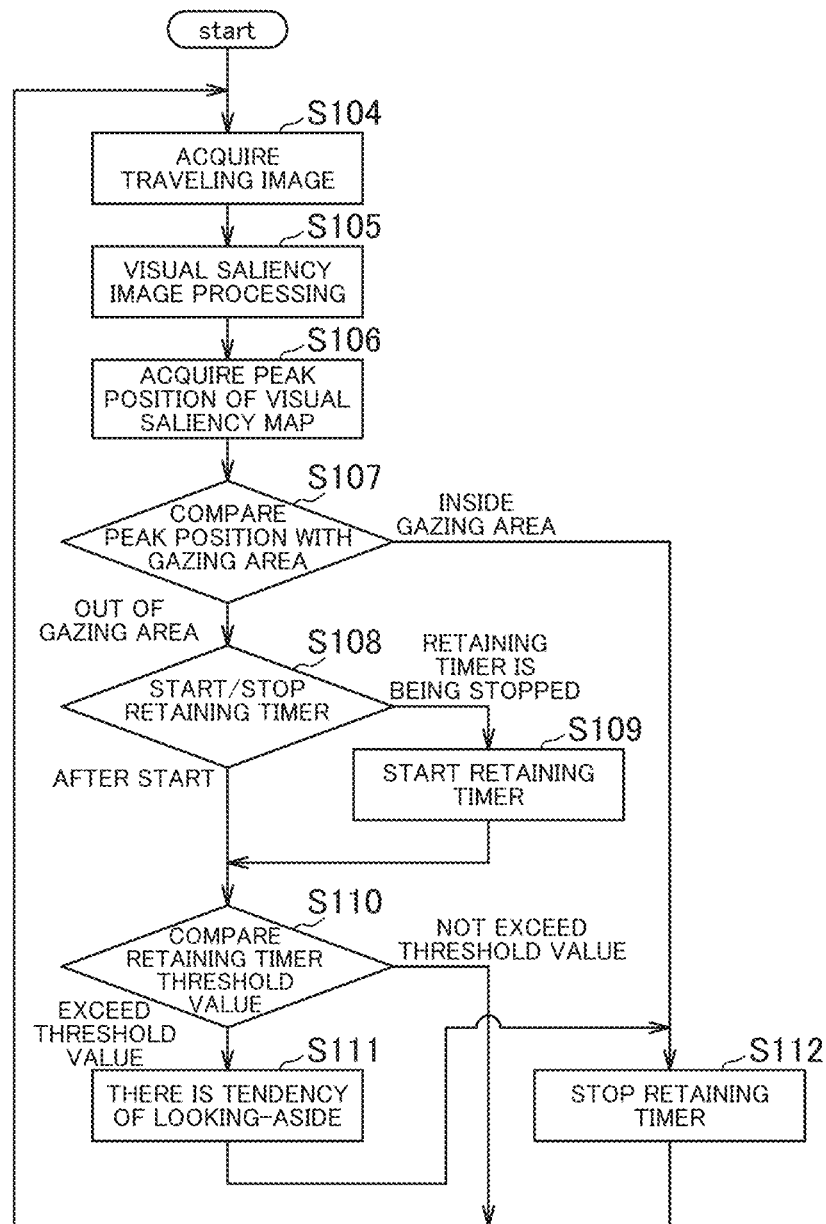 start
S104
ACQUIRE
TRAVELING IMAGE
S105
VISUAL SALIENCY
IMAGE PROCESSING
S106
ACQUIRE PEAK
POSITION OF VISUAL
SALIENCY MAP
S107
COMPARE
PEAK POSITION WITH
GAZING AREA
INSIDE
GAZING AREA
OUT OF
GAZING AREA
S108
START/STOP
RETAINING TIMER
RETAINING
TIMER IS
BEING STOPPED
S109
START RETAINING
TIMER
AFTER START
S110
COMPARE
RETAINING TIMER
THRESHOLD
VALUE
NOT EXCEED
THRESHOLD VALUE
EXCEED
THRESHOLD
VALUE
S111
THERE IS TENDENCY
OF LOOKING-ASIDE
S112
STOP RETAINING
TIMER